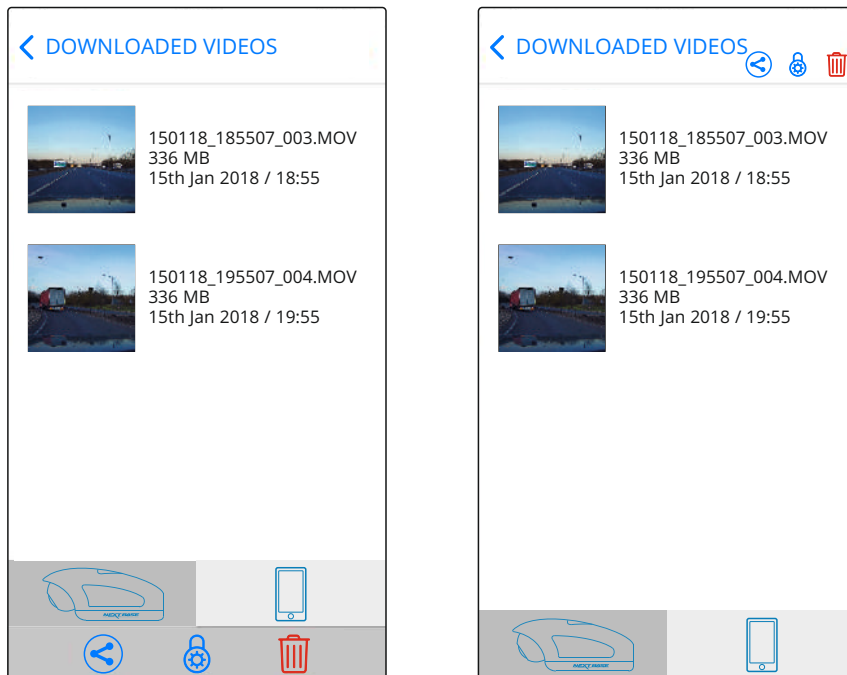 DOWNLOADED VIDEOS
150118_185507_003.MOV
336 MB
15th Jan 2018 / 18:55
150118_195507_004.MOV
336 MB
15th Jan 2018 / 19:55
NEXTBASE
DOWNLOADED VIDEOS
150118_185507_003.MOV
336 MB
15th Jan 2018 / 18:55
150118_195507_004.MOV
336 MB
15th Jan 2018 / 19:55
NEXTBASE